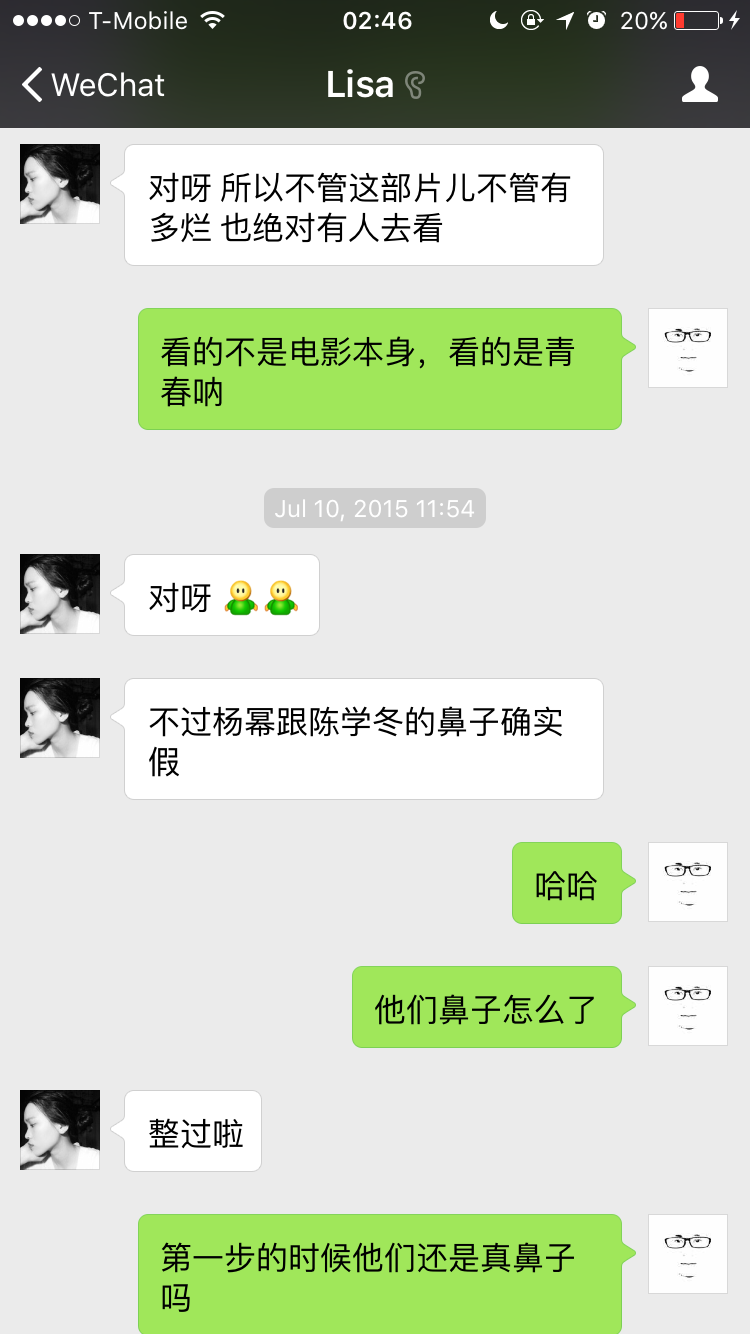 T-Mobile 02:46 20%
WeChat Lisa
对呀 所以不管这部片儿不管有
多烂 也绝对有人去看
看的不是电影本身，看的是青
春呐
Jul 10, 2015 11:54
对呀
不过杨幂跟陈学冬的鼻子确实
假
哈哈
他们鼻子怎么了
整过啦
第一步的时候他们还是真鼻子
吗